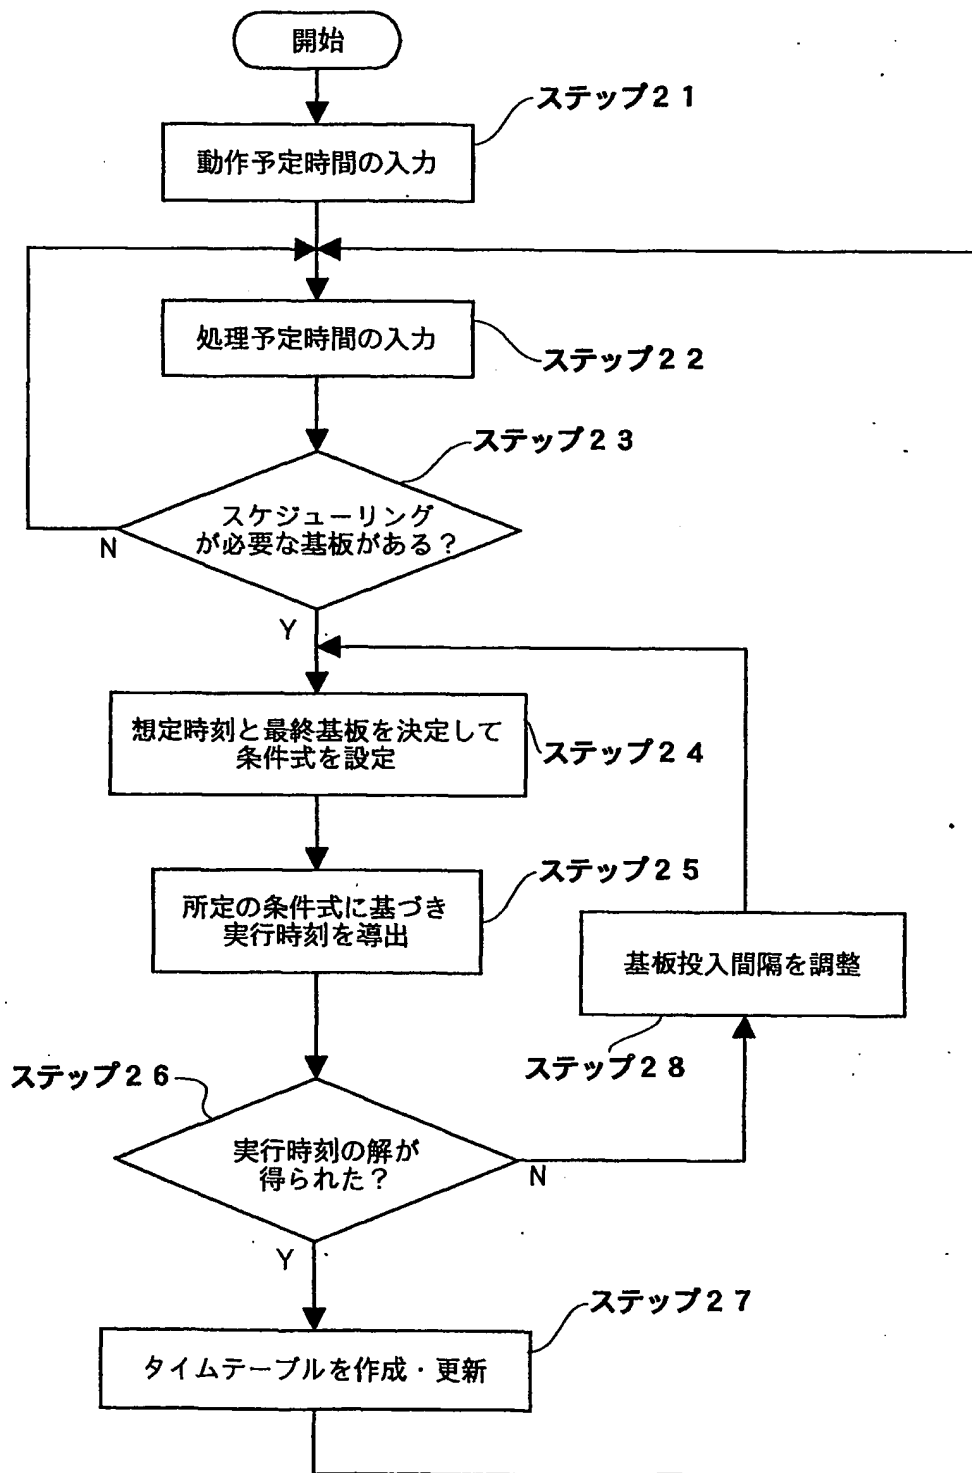 開始
ステップ21
動作予定時間の入力
処理予定時間の入力
ステップ22
ステップ23
スケジューリング
が必要な基板がある?
N
Y
想定時刻と最終基板を決定して
条件式を設定
ステップ24
ステップ25
所定の条件式に基づき
実行時刻を導出
基板投入間隔を調整
ステップ28
ステップ26
実行時刻の解が
得られた?
N
Y
ステップ27
タイムテーブルを作成・更新